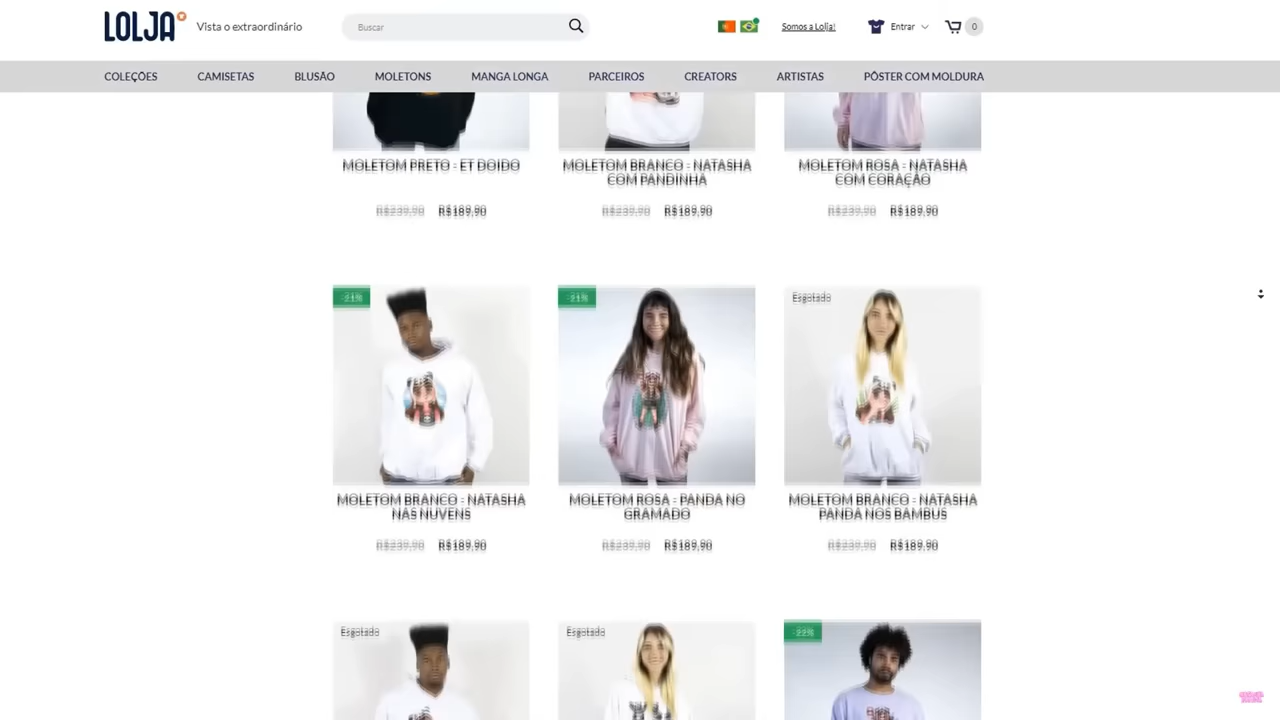 LOLJA
Vista o extraordinário
Buscar
Somos a Lolja!
Entrar
0
COLEÇÕES
CAMISETAS
BLUSÃO
MOLETONS
MANGA LONGA
PARCEIROS
CREATORS
ARTISTAS
PÔSTER COM MOLDURA
MOLETOM PRETO - ET DOIDO
R$239,90 R$189,90
MOLETOM BRANCO - NATASHA
COM PANDINHA
R$239,90 R$189,90
MOLETOM ROSA - NATASHA
COM CORAÇÃO
R$239,90 R$189,90
-21%
MOLETOM BRANCO - NATASHA
NAS NUVENS
R$239,90 R$189,90
-21%
MOLETOM ROSA - PANDA NO
GRAMADO
R$239,90 R$189,90
Esgotado
MOLETOM BRANCO - NATASHA
PANDA NOS BAMBUS
R$239,90 R$189,90
Esgotado
Esgotado
-22%